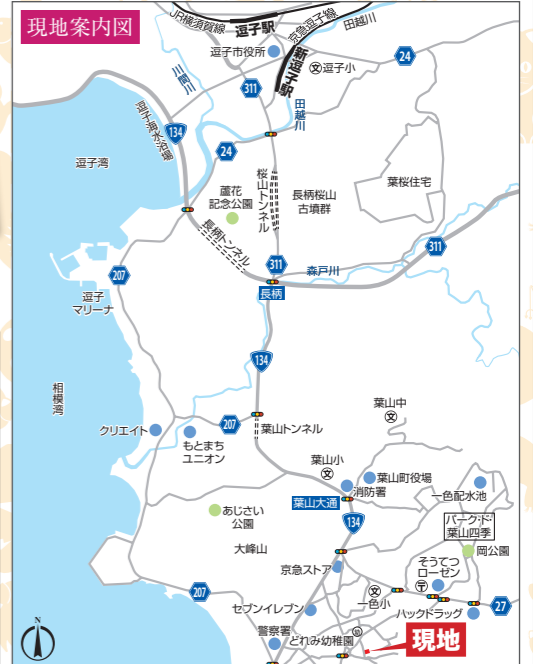 現地案内図
JR横須賀線
逗子駅
京急逗子線
田越川
逗子市役所
新逗子駅
文
逗子小
24
川間川
311
田越川
逗子海水浴場
134
24
逗子湾
桜山トンネル
蘆花
記念公園
長柄桜山
古墳群
葉桜住宅
長柄トンネル
311
311
森戸川
207
長柄
逗子
マリーナ
134
相模湾
葉山中
文
207
クリエイト
もとまち
ユニオン
葉山トンネル
葉山小
文
葉山町役場
消防署
一色配水池
葉山大通
あじさい
公園
134
パーク・ド・
葉山四季
大峰山
岡公園
京急ストア
そうてつ
ローゼン
〒
207
文
一色小
27
セブンイレブン
ハックドラッグ
警察署
どれみ幼稚園
幼
現地
N